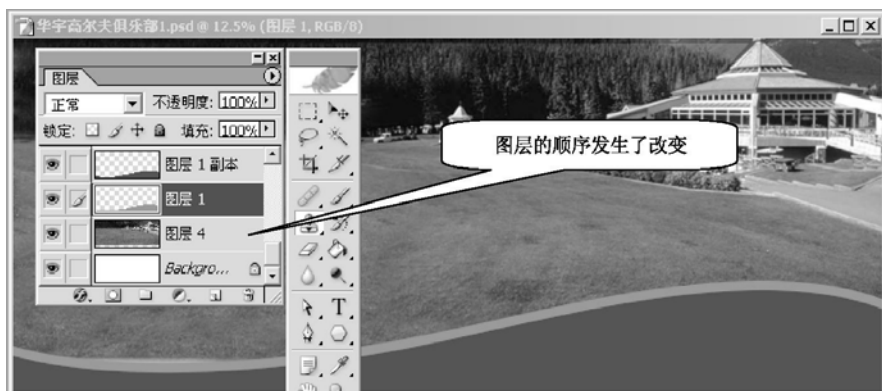 华宇高尔夫俱乐部1.psd @ 12.5% (图层 1, RGB/8)
图层
正常 不透明度: 100%
锁定: 填充: 100%
图层 1 副本
图层 1
图层 4
Backgro...
图层的顺序发生了改变
T